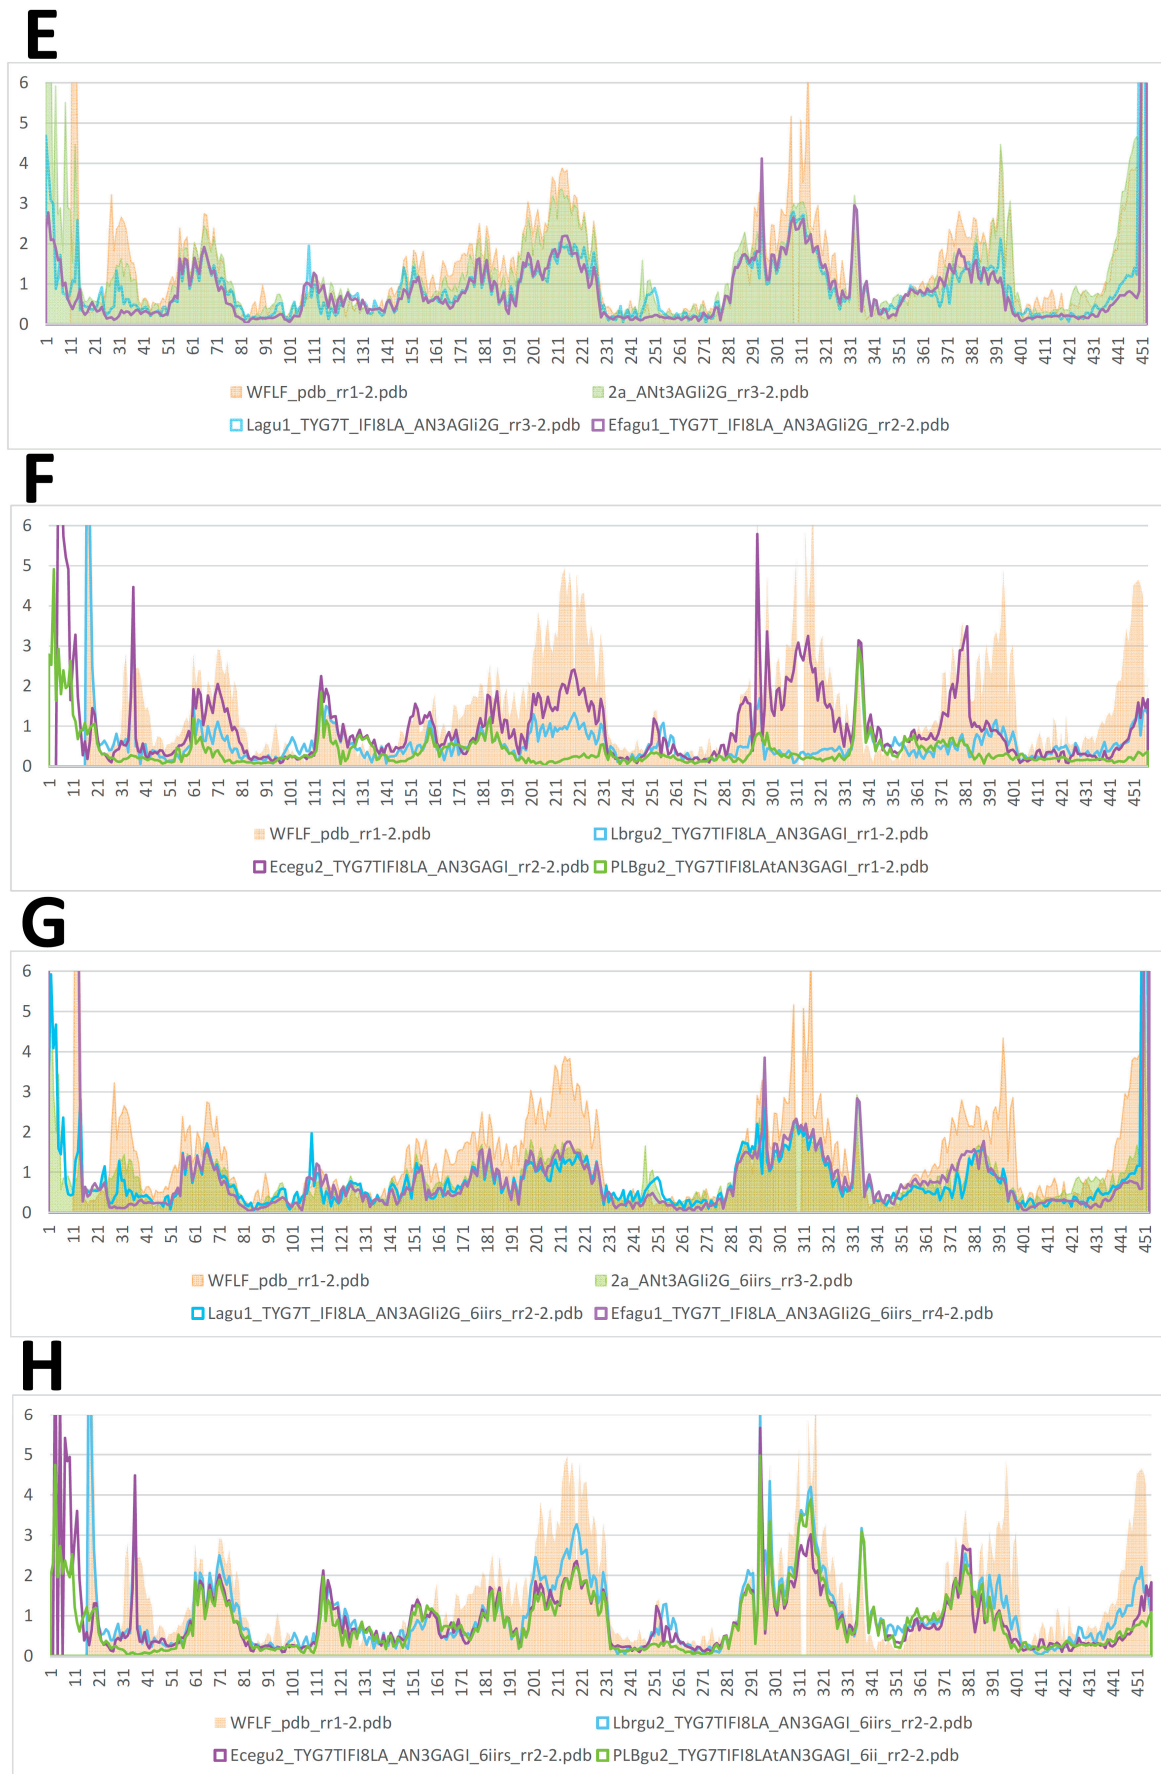 E
6
5
4
3
2
1
0
1 11 21 31 41 51 61 71 81 91 101 111 121 131 141 151 161 171 181 191 201 211 221 231 241 251 261 271 281 291 301 311 321 331 341 351 361 371 381 391 401 411 421 431 441 451
WFLF_pdb_rr1-2.pdb 2a_ANt3AGIi2G_rr3-2.pdb
Lagu1_TYG7T_IFI8LA_AN3AGIi2G_rr3-2.pdb Efagu1_TYG7T_IFI8LA_AN3AGIi2G_rr2-2.pdb
F
6
5
4
3
2
1
0
1 11 21 31 41 51 61 71 81 91 101 111 121 131 141 151 161 171 181 191 201 211 221 231 241 251 261 271 281 291 301 311 321 331 341 351 361 371 381 391 401 411 421 431 441 451
WFLF_pdb_rr1-2.pdb Lbrgu2_TYG7TIFI8LA_AN3GAGI_rr1-2.pdb
Ecegu2_TYG7TIFI8LA_AN3GAGI_rr2-2.pdb PLBgu2_TYG7TIFI8LAtAN3GAGI_rr1-2.pdb
G
6
5
4
3
2
1
0
1 11 21 31 41 51 61 71 81 91 101 111 121 131 141 151 161 171 181 191 201 211 221 231 241 251 261 271 281 291 301 311 321 331 341 351 361 371 381 391 401 411 421 431 441 451
WFLF_pdb_rr1-2.pdb 2a_ANt3AGIi2G_6iirs_rr3-2.pdb
Lagu1_TYG7T_IFI8LA_AN3AGIi2G_6iirs_rr2-2.pdb Efagu1_TYG7T_IFI8LA_AN3AGIi2G_6iirs_rr4-2.pdb
H
6
5
4
3
2
1
0
1 11 21 31 41 51 61 71 81 91 101 111 121 131 141 151 161 171 181 191 201 211 221 231 241 251 261 271 281 291 301 311 321 331 341 351 361 371 381 391 401 411 421 431 441 451
WFLF_pdb_rr1-2.pdb Lbrgu2_TYG7TIFI8LA_AN3GAGI_6iirs_rr2-2.pdb
Ecegu2_TYG7TIFI8LA_AN3GAGI_6iirs_rr2-2.pdb PLBgu2_TYG7TIFI8LAtAN3GAGI_6ii_rr2-2.pdb